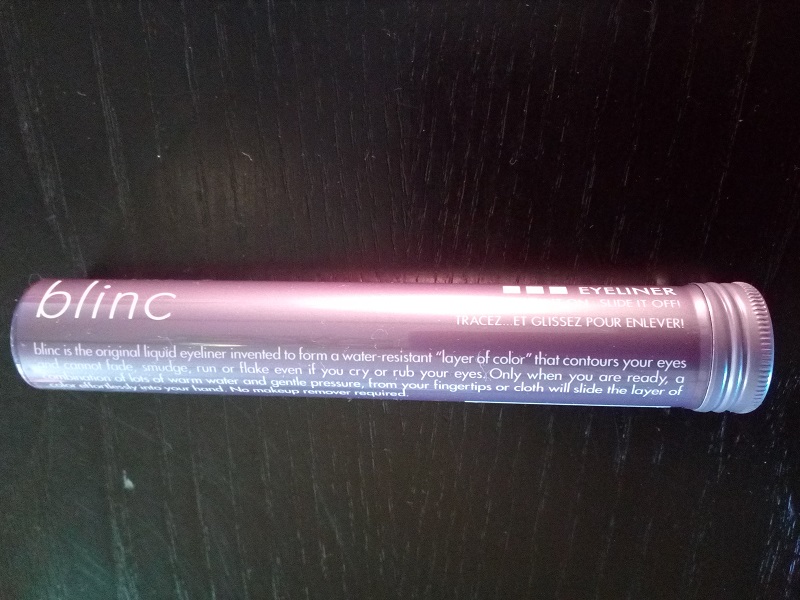 blinc
EYELINER
SLIDE IT OFF!
TRACEZ...ET GLISSEZ POUR ENLEVER!
blinc is the original liquid eyeliner invented to form a water-resistant "layer of color" that contours your eyes
and cannot fade, smudge, run or flake even if you cry or rub your eyes. Only when you are ready, a
combination of lots of warm water and gentle pressure, from your fingertips or cloth will slide the layer of
color effortlessly into your hand. No makeup remover required.